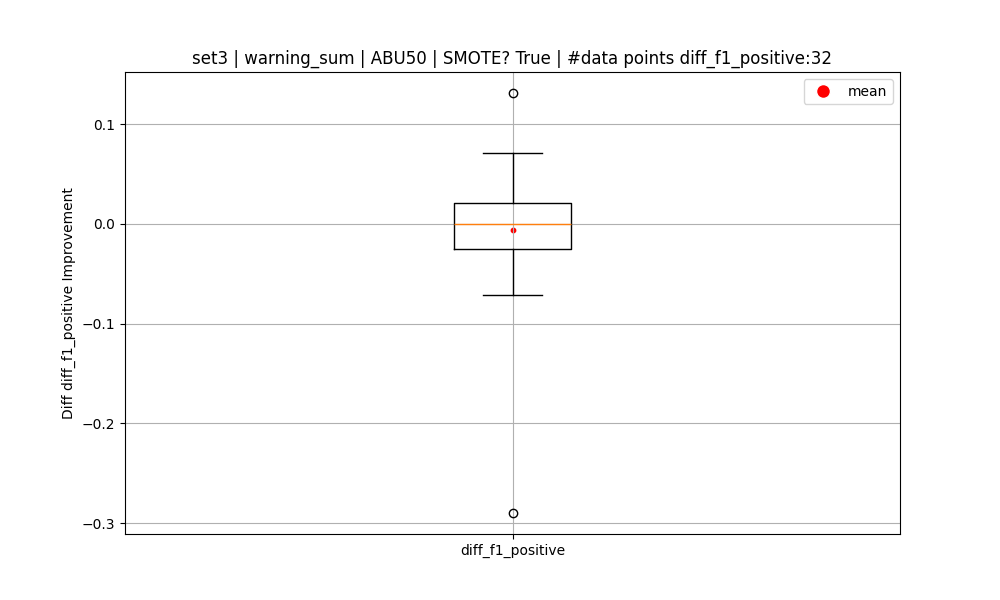 set3 | warning_sum | ABU50 | SMOTE? True | #data points diff_f1_positive:32
mean
0.1
0.0
−0.1
−0.2
−0.3
Diff diff_f1_positive Improvement
diff_f1_positive